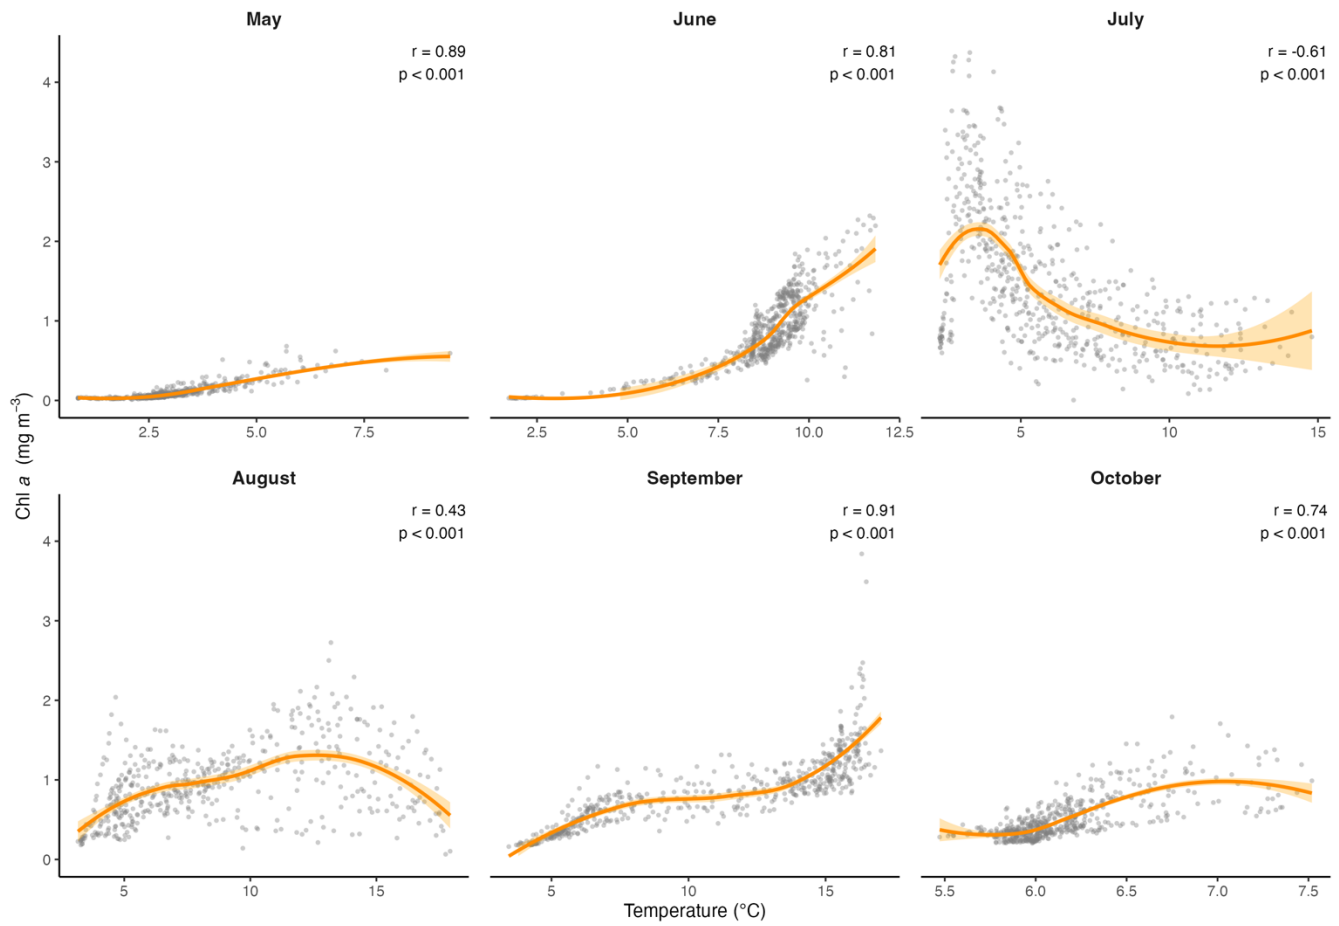 May
June
July
r = 0.89
p < 0.001
r = 0.81
p < 0.001
r = -0.61
p < 0.001
4
3
2
1
0
2.5 5.0 7.5
2.5 5.0 7.5 10.0 12.5
5 10 15
Chl a (mg m⁻³)
August
September
October
r = 0.43
p < 0.001
r = 0.91
p < 0.001
r = 0.74
p < 0.001
4
3
2
1
0
5 10 15
5 10 15
5.5 6.0 6.5 7.0 7.5
Temperature (°C)